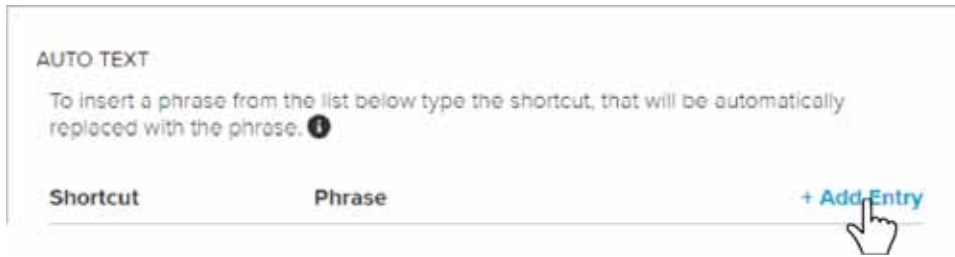 AUTO TEXT
To insert a phrase from the list below type the shortcut, that will be automatically
replaced with the phrase.
Shortcut Phrase + Add Entry